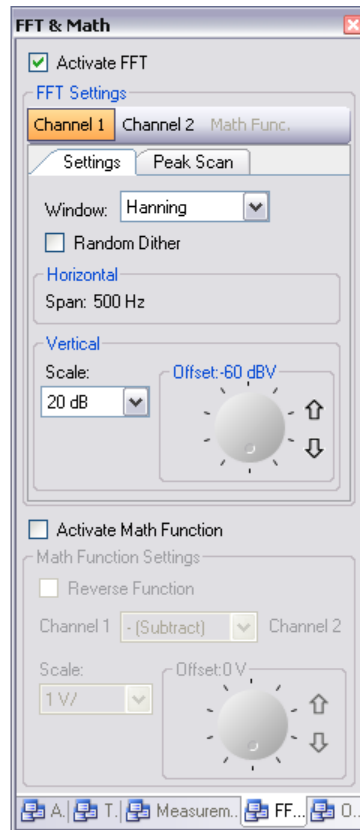 FFT & Math
Activate FFT
FFT Settings
Channel 1 Channel 2 Math Func.
Settings Peak Scan
Window: Hanning
Random Dither
Horizontal
Span: 500 Hz
Vertical
Scale: Offset:-60 dBV
20 dB
Activate Math Function
Math Function Settings
Reverse Function
Channel 1 - (Subtract) Channel 2
Scale: Offset:0 V
1 V/
A. T. Measurem.. FF... O..